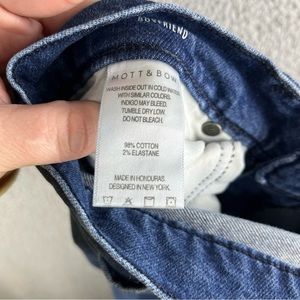 BOYFRIEND
MOTT & BOW
WASH INSIDE OUT IN COLD WATER
WITH SIMILAR COLORS.
INDIGO MAY BLEED.
TUMBLE DRY LOW.
DO NOT BLEACH.
98% COTTON
2% ELASTANE
MADE IN HONDURAS
DESIGNED IN NEW YORK.